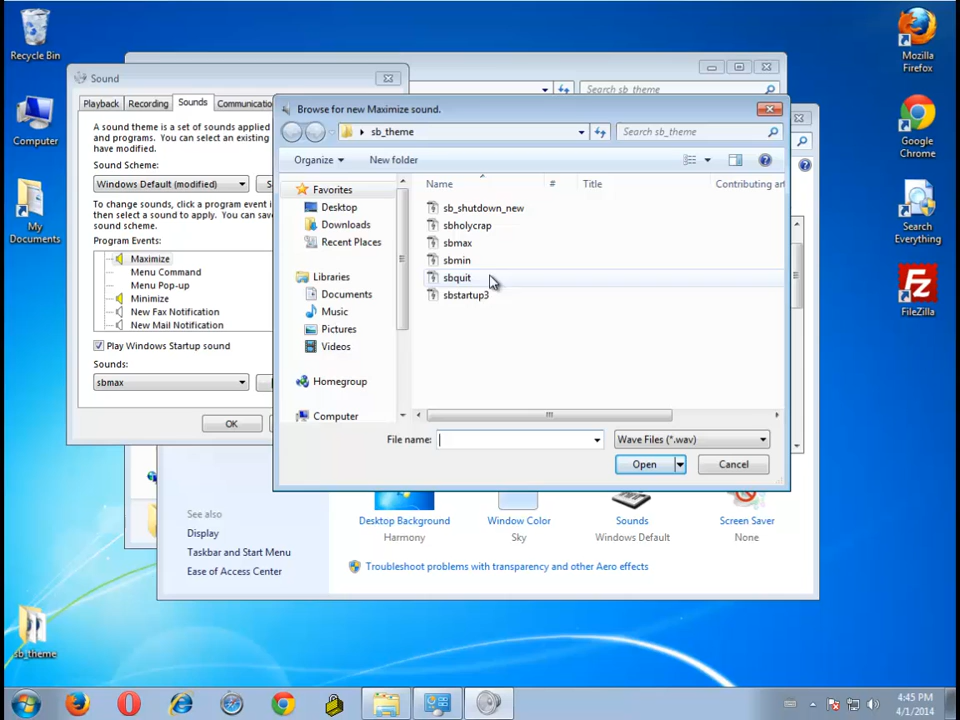 Recycle Bin
Computer
My
Documents
sb_theme
Mozilla
Firefox
Google
Chrome
Search
Everything
FileZilla
Search sb_theme
Sound
Playback
Recording
Sounds
Communicatio
A sound theme is a set of sounds applied
and programs. You can select an existing
have modified.
Sound Scheme:
Windows Default (modified)
S
To change sounds, click a program event i
then select a sound to apply. You can sav
sound scheme.
Program Events:
Maximize
Menu Command
Menu Pop-up
Minimize
New Fax Notification
New Mail Notification
Play Windows Startup sound
Sounds:
sbmax
OK
Browse for new Maximize sound.
sb_theme
Search sb_theme
Organize
New folder
Favorites
Desktop
Downloads
Recent Places
Libraries
Documents
Music
Pictures
Videos
Homegroup
Computer
Name
#
Title
Contributing art
sb_shutdown_new
sbholycrap
sbmax
sbmin
sbquit
sbstartup3
File name:
Wave Files (*.wav)
Open
Cancel
See also
Display
Taskbar and Start Menu
Ease of Access Center
Desktop Background
Harmony
Window Color
Sky
Sounds
Windows Default
Screen Saver
None
Troubleshoot problems with transparency and other Aero effects
4:45 PM
4/1/2014